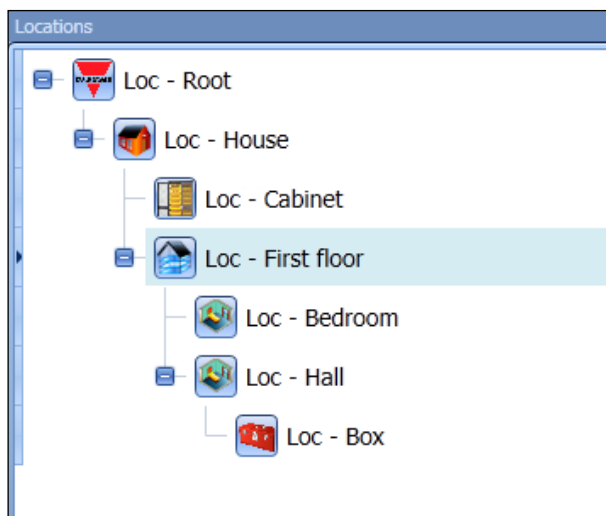 Locations
Loc - Root
Loc - House
Loc - Cabinet
Loc - First floor
Loc - Bedroom
Loc - Hall
Loc - Box